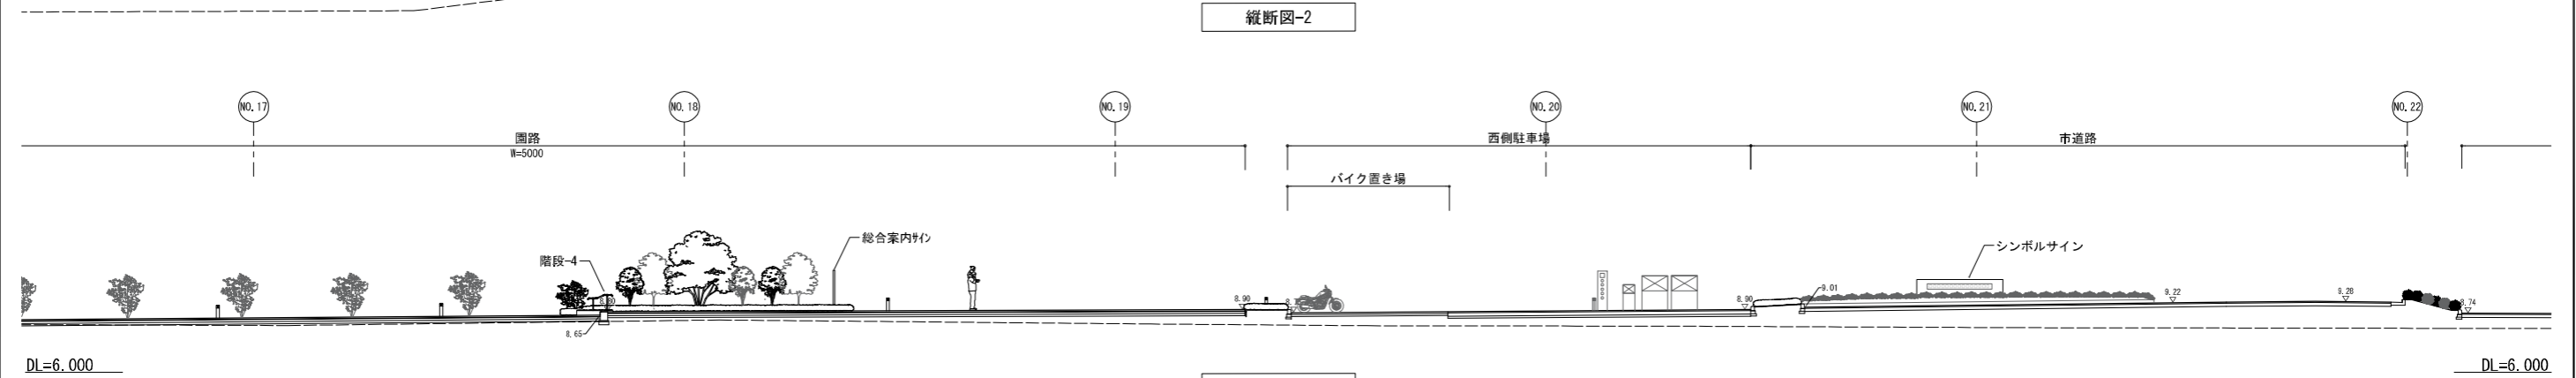 縦断図-2
NO.17
NO.18
NO.19
NO.20
NO.21
NO.22
園路
W=5000
西側駐車場
市道路
バイク置き場
総合案内ｻｲﾝ
階段-4
シンボルサイン
8.65
8.90
8.90
9.01
9.22
9.28
8.74
DL=6.000
DL=6.000